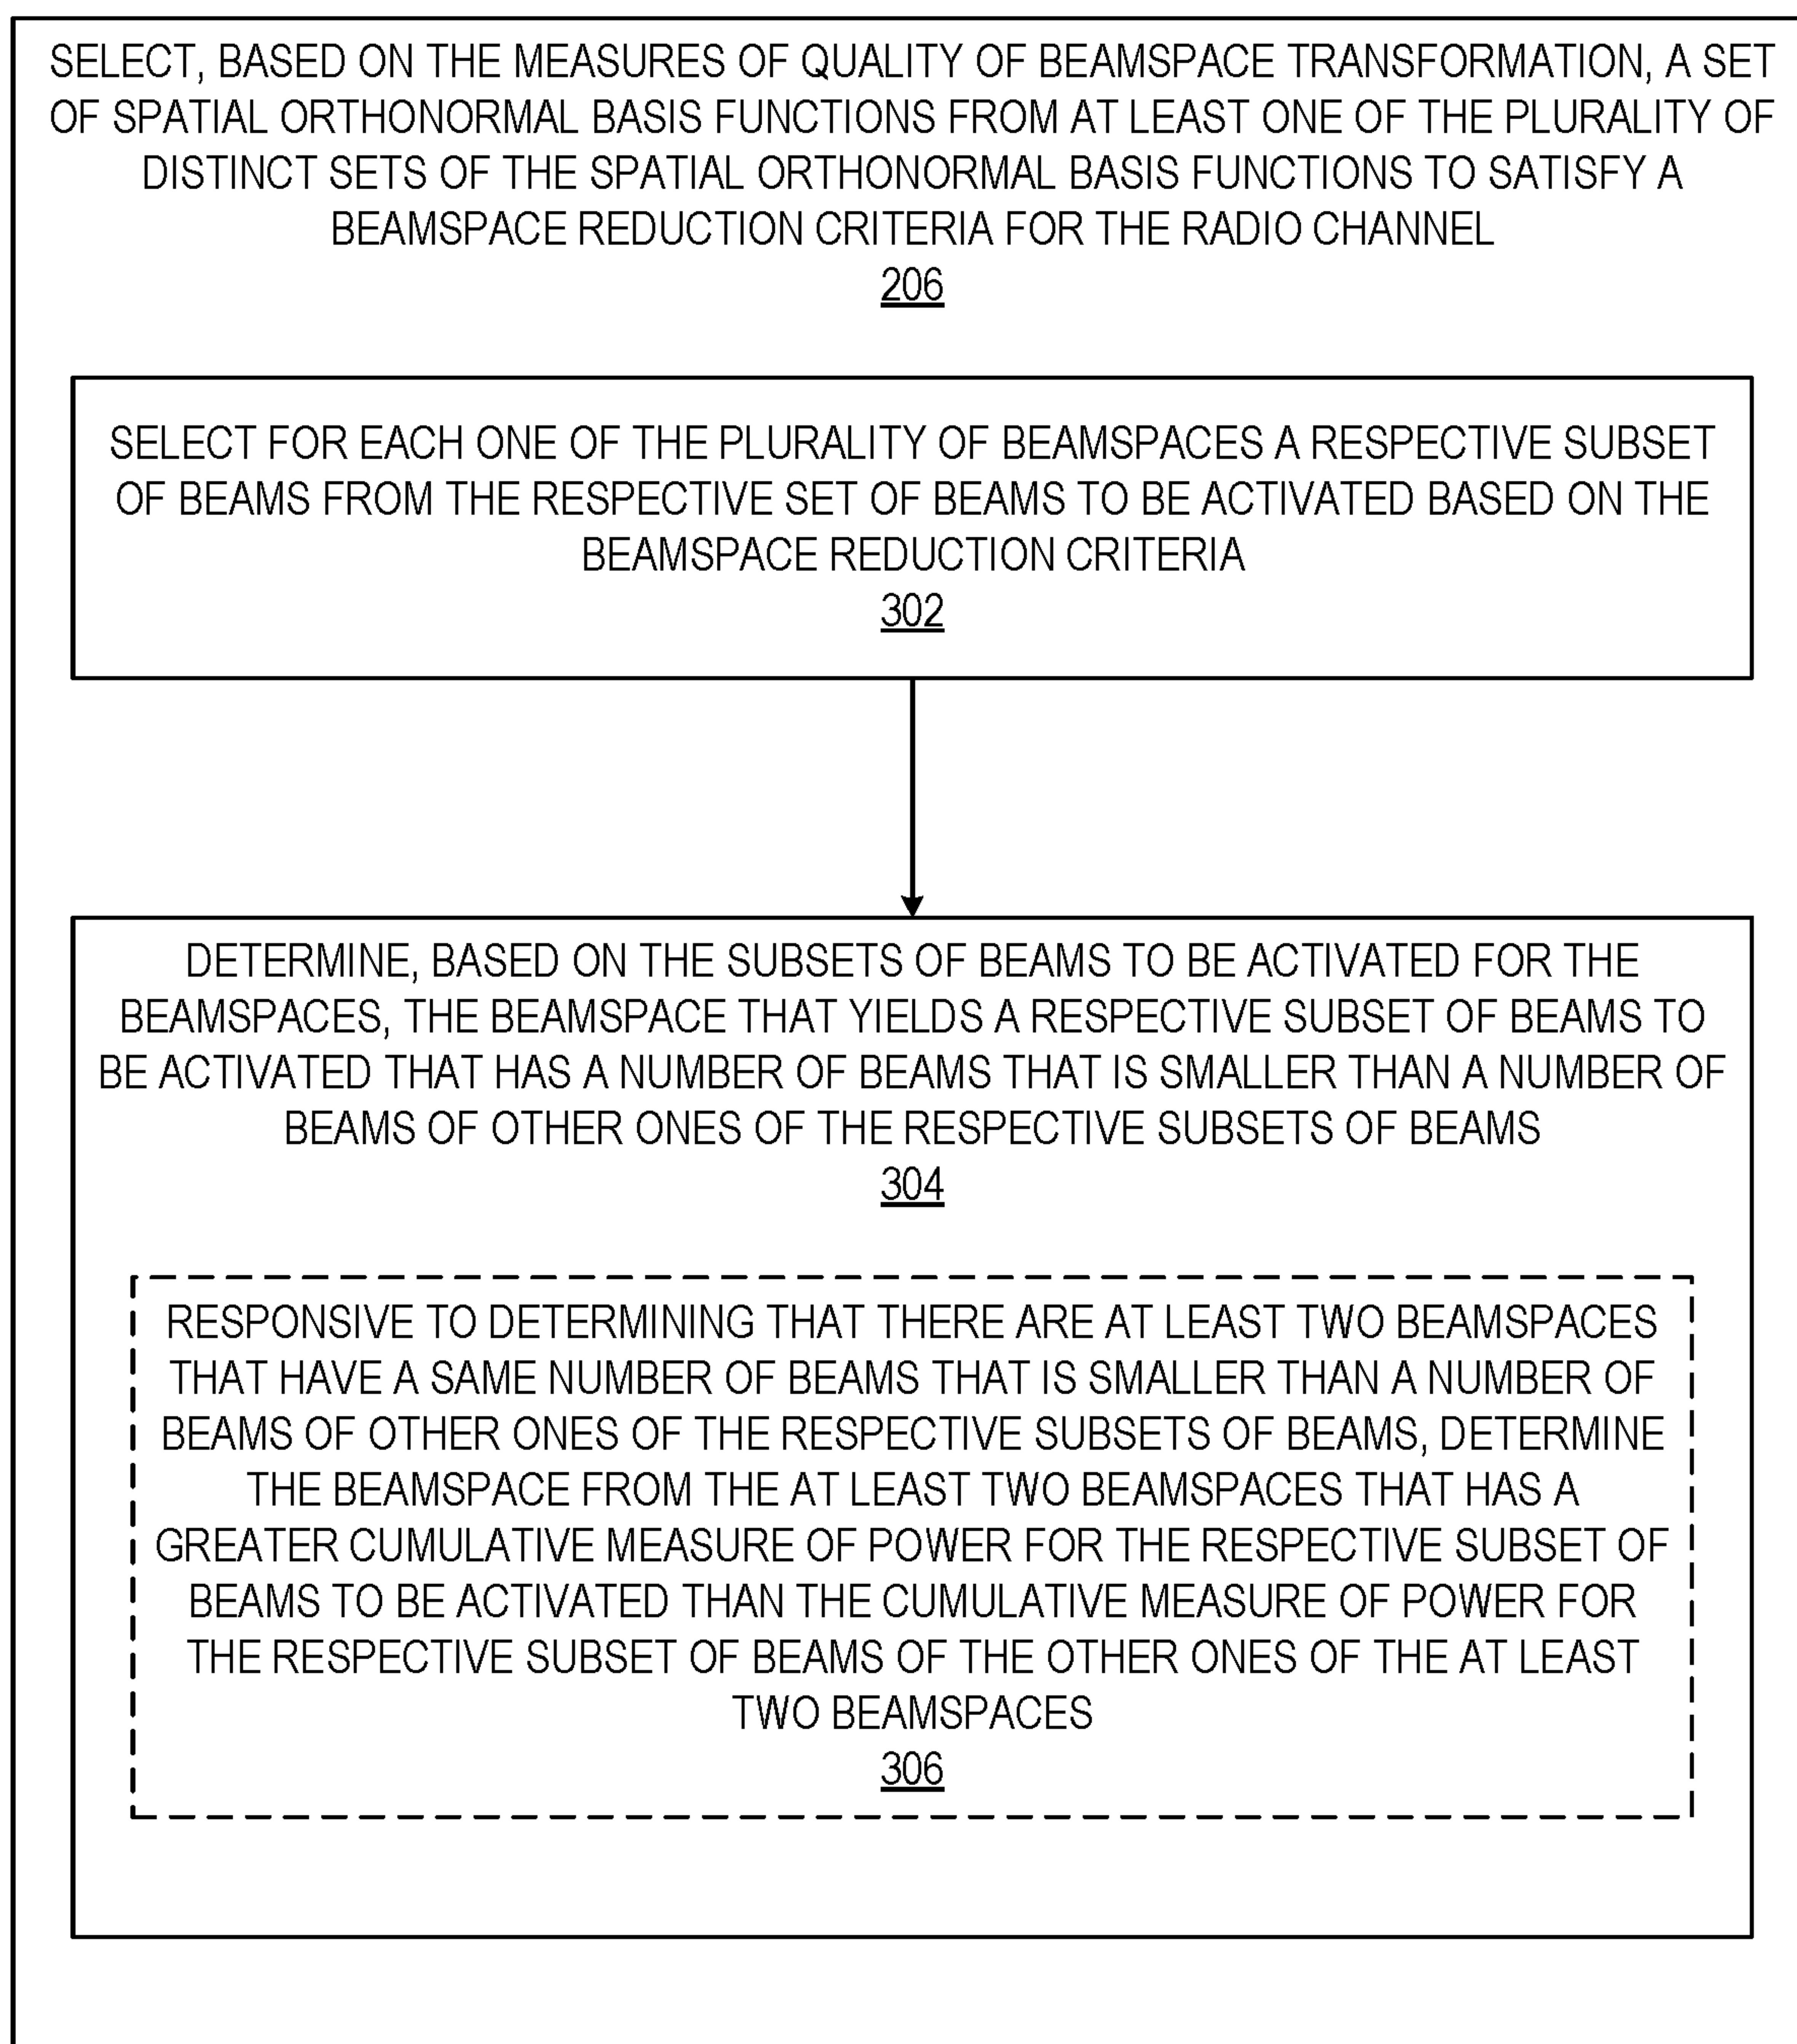 SELECT, BASED ON THE MEASURES OF QUALITY OF BEAMSPACE TRANSFORMATION, A SET
OF SPATIAL ORTHONORMAL BASIS FUNCTIONS FROM AT LEAST ONE OF THE PLURALITY OF
DISTINCT SETS OF THE SPATIAL ORTHONORMAL BASIS FUNCTIONS TO SATISFY A
BEAMSPACE REDUCTION CRITERIA FOR THE RADIO CHANNEL
206
SELECT FOR EACH ONE OF THE PLURALITY OF BEAMSPACES A RESPECTIVE SUBSET
OF BEAMS FROM THE RESPECTIVE SET OF BEAMS TO BE ACTIVATED BASED ON THE
BEAMSPACE REDUCTION CRITERIA
302
DETERMINE, BASED ON THE SUBSETS OF BEAMS TO BE ACTIVATED FOR THE
BEAMSPACES, THE BEAMSPACE THAT YIELDS A RESPECTIVE SUBSET OF BEAMS TO
BE ACTIVATED THAT HAS A NUMBER OF BEAMS THAT IS SMALLER THAN A NUMBER OF
BEAMS OF OTHER ONES OF THE RESPECTIVE SUBSETS OF BEAMS
304
RESPONSIVE TO DETERMINING THAT THERE ARE AT LEAST TWO BEAMSPACES
THAT HAVE A SAME NUMBER OF BEAMS THAT IS SMALLER THAN A NUMBER OF
BEAMS OF OTHER ONES OF THE RESPECTIVE SUBSETS OF BEAMS, DETERMINE
THE BEAMSPACE FROM THE AT LEAST TWO BEAMSPACES THAT HAS A
GREATER CUMULATIVE MEASURE OF POWER FOR THE RESPECTIVE SUBSET OF
BEAMS TO BE ACTIVATED THAN THE CUMULATIVE MEASURE OF POWER FOR
THE RESPECTIVE SUBSET OF BEAMS OF THE OTHER ONES OF THE AT LEAST
TWO BEAMSPACES
306